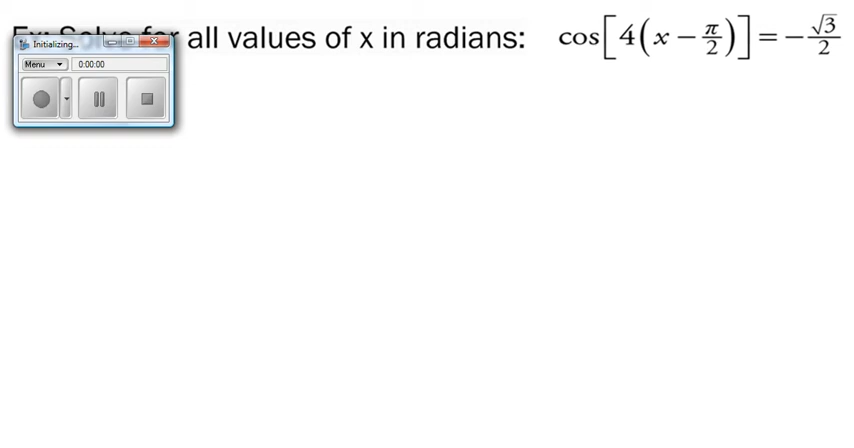 all values of x in radians: cos[4(x − π/2)] = −√3/2
Initializing...
Menu 0:00:00